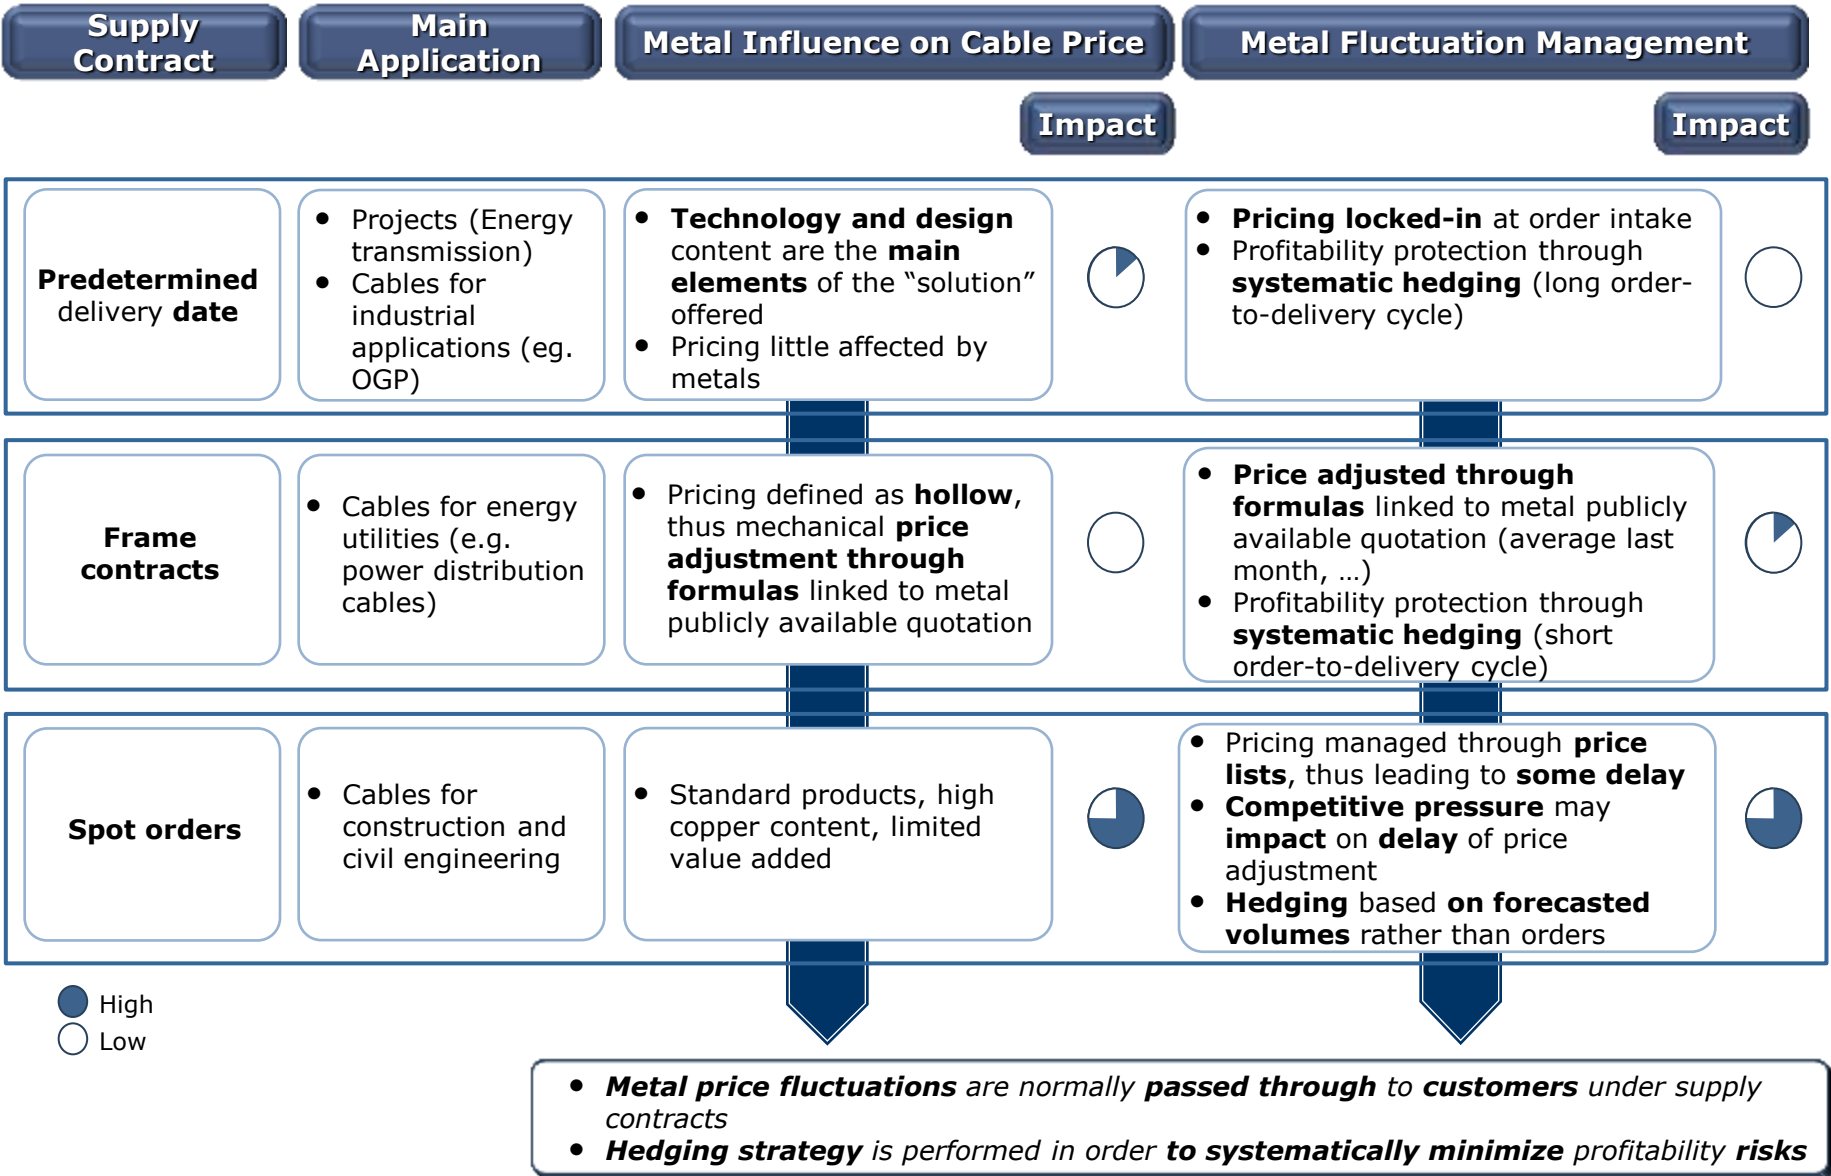 Supply
Contract
Main
Application
Metal Influence on Cable Price
Metal Fluctuation Management
Impact
Impact
Predetermined
delivery date
• Projects (Energy
transmission)
• Cables for
industrial
applications (eg.
OGP)
• Technology and design
content are the main
elements of the “solution”
offered
• Pricing little affected by
metals
• Pricing locked-in at order intake
• Profitability protection through
systematic hedging (long order-
to-delivery cycle)
Frame
contracts
• Cables for energy
utilities (e.g.
power distribution
cables)
• Pricing defined as hollow,
thus mechanical price
adjustment through
formulas linked to metal
publicly available quotation
• Price adjusted through
formulas linked to metal publicly
available quotation (average last
month, …)
• Profitability protection through
systematic hedging (short
order-to-delivery cycle)
Spot orders
• Cables for
construction and
civil engineering
• Standard products, high
copper content, limited
value added
• Pricing managed through price
lists, thus leading to some delay
• Competitive pressure may
impact on delay of price
adjustment
• Hedging based on forecasted
volumes rather than orders
High
Low
• Metal price fluctuations are normally passed through to customers under supply
contracts
• Hedging strategy is performed in order to systematically minimize profitability risks